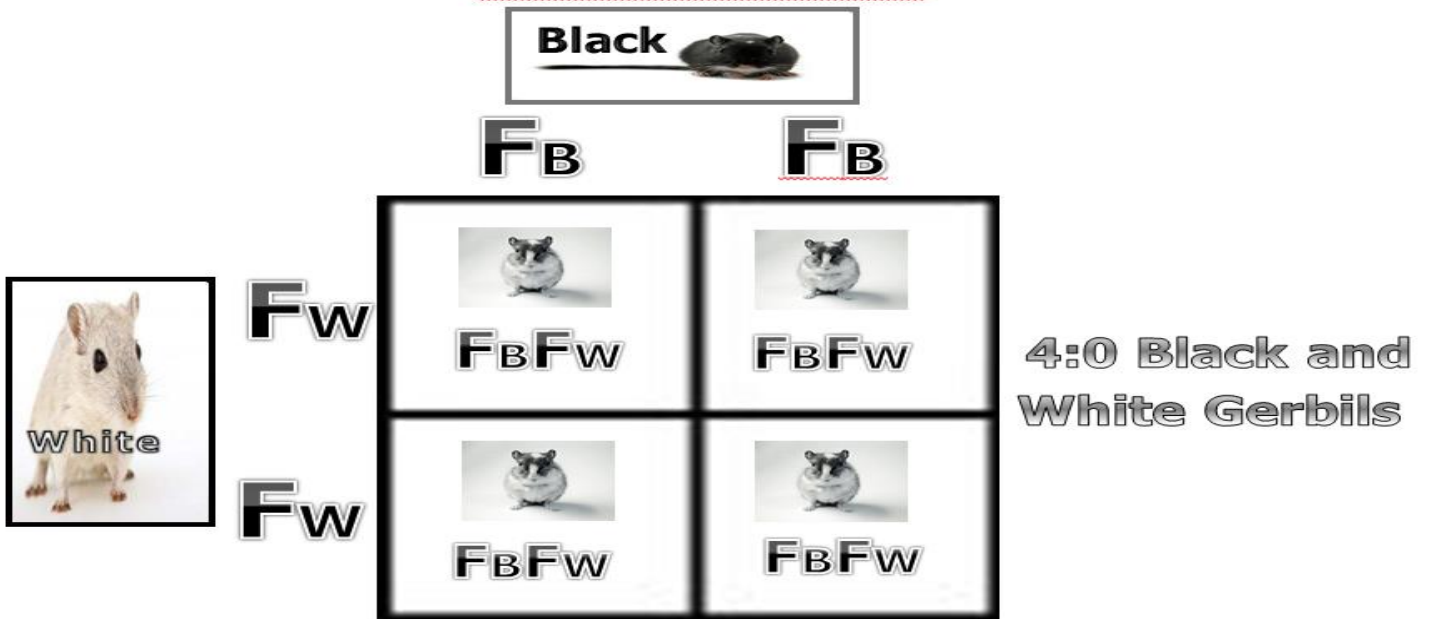 Black
FB FB
FW
FBFW FBFW
4:0 Black and
White Gerbils
White
FW
FBFW FBFW